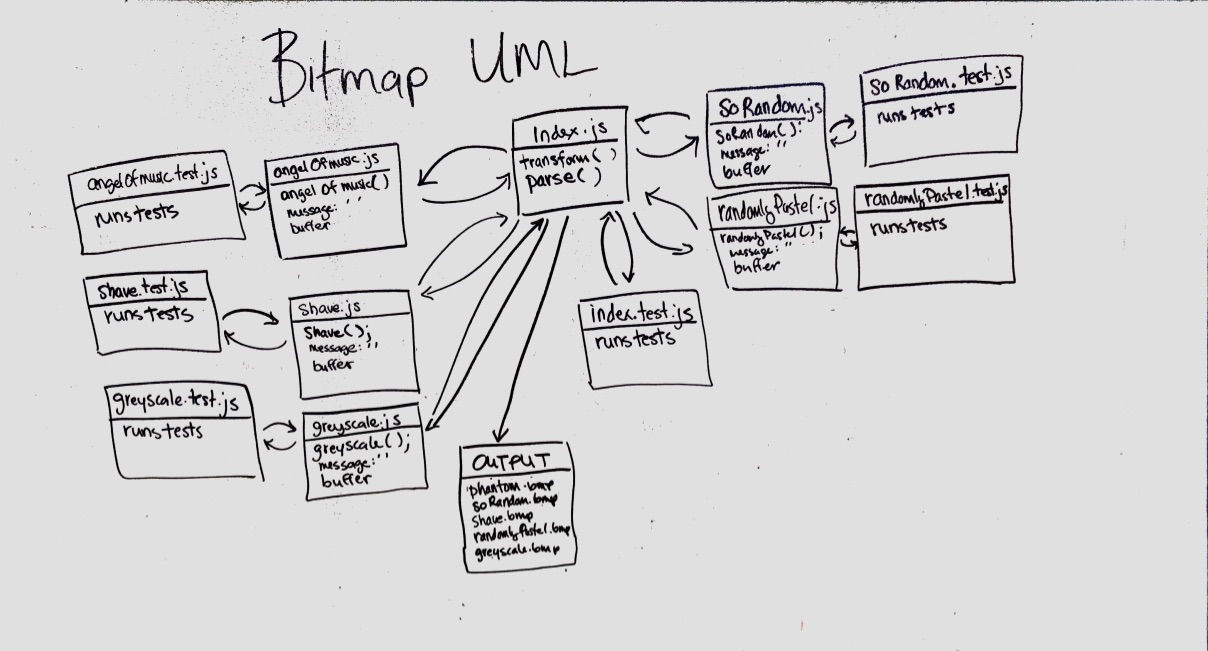 Bitmap UML
Index.js
transform( )
parse( )
soRandom.js
soRandom():
message: ''
buffer
soRandom.test.js
runs tests
angelOfmusic.test.js
runs tests
angelOfmusic.js
angel of music()
message: ''
buffer
randomlyPastel.js
randomlyPastel();
message: ''
buffer
randomlyPastel.test.js
runs tests
shave.test.js
runs tests
shave.js
shave();
message: ''
buffer
index.test.js
runs tests
greyscale.test.js
runs tests
greyscale.js
greyscale();
message: ''
buffer
OUTPUT
phantom.bmp
soRandom.bmp
shave.bmp
randomlyPastel.bmp
greyscale.bmp